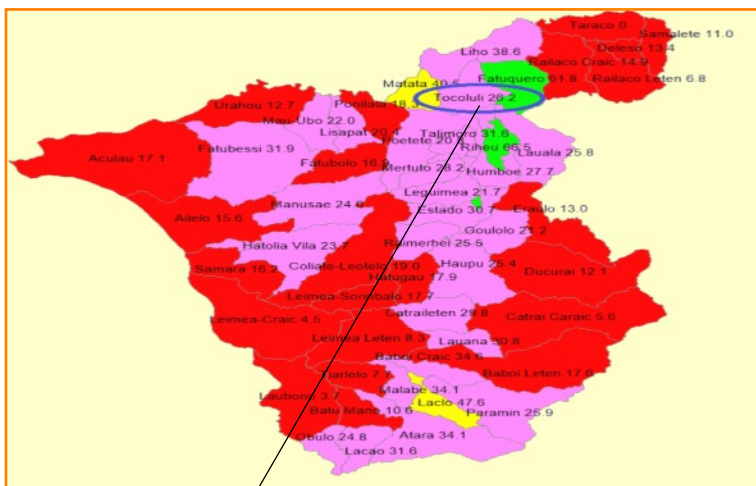 Taraco 0
Samalete 11.0
Liho 38.6
Deleso 13.4
Railaco Craic 14.9
Fatuquero 61.8
Railaco Leten 6.8
Matata 40.5
Tocoluli 26.2
Urahou 12.7
Ponilala 18.3
Mau Ubo 22.0
Lisapat 20.4
Talimoro 31.6
Poetete 20.
Riheu 66.5
Lauala 25.8
Fatubessi 31.9
Aculau 17.1
Fatubolo 16.9
Mertuto 28.2
Humboe 27.7
Leguimea 21.7
Manusae 24.0
Estado 30.7
Eraulo 13.0
Ailelo 15.6
Goulolo 21.2
Hatolia Vila 23.7
Raimerhei 25.5
Samara 16.2
Coliate-Leotelo 19.0
Haupu 25.4
Ducurai 12.1
Hatugau 17.9
Leimea-Sorinbalo 17.7
Leimea-Craic 4.5
Catraileten 29.8
Catrai Caraic 5.6
Leimea Leten 8.3
Lauana 30.8
Baboi Craic 34.6
Tiarlelo 7.7
Baboi Leten 17.6
Malabe 34.1
Laubono 3.7
Laclo 47.6
Batu Mano 10.6
Paramin 25.9
Obulo 24.8
Atara 34.1
Lacao 31.6